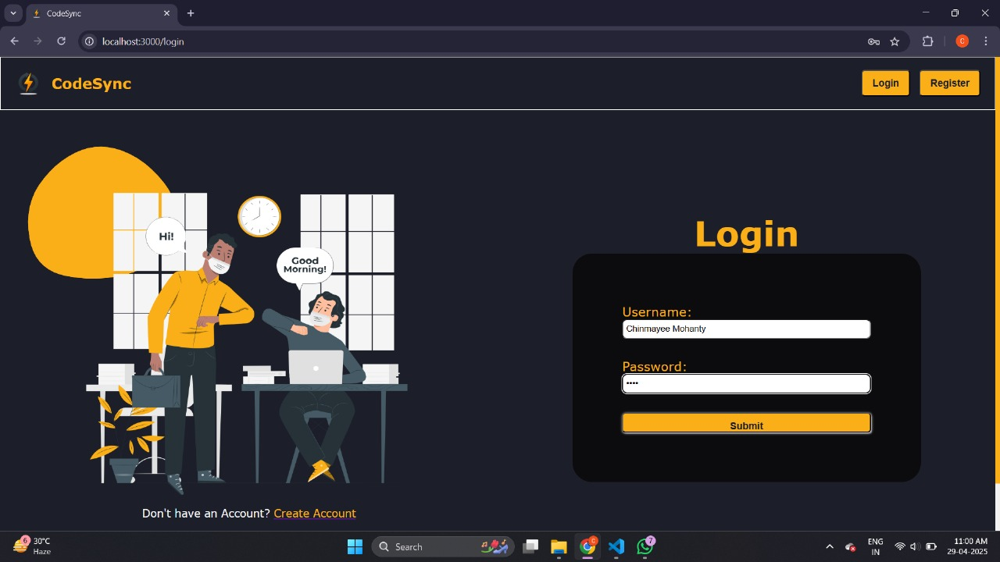 CodeSync
localhost:3000/login
C
CodeSync
Login
Register
Hi!
Good
Morning!
Login
Username:
Chinmayee Mohanty
Password:
••••
Submit
Don't have an Account? Create Account
6
30°C
Haze
Search
C
7
ENG
IN
11:00 AM
29-04-2025